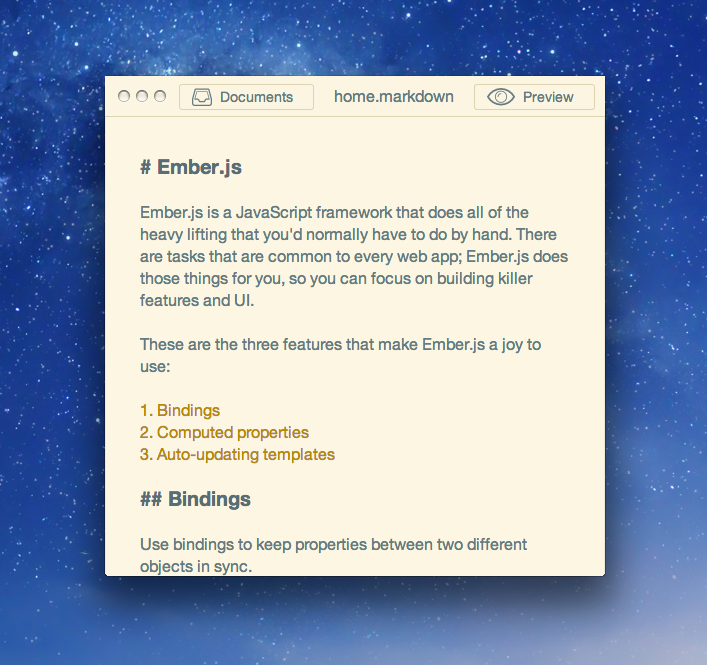 Documents home.markdown Preview
# Ember.js
Ember.js is a JavaScript framework that does all of the
heavy lifting that you'd normally have to do by hand. There
are tasks that are common to every web app; Ember.js does
those things for you, so you can focus on building killer
features and UI.
These are the three features that make Ember.js a joy to
use:
1. Bindings
2. Computed properties
3. Auto-updating templates
## Bindings
Use bindings to keep properties between two different
objects in sync.